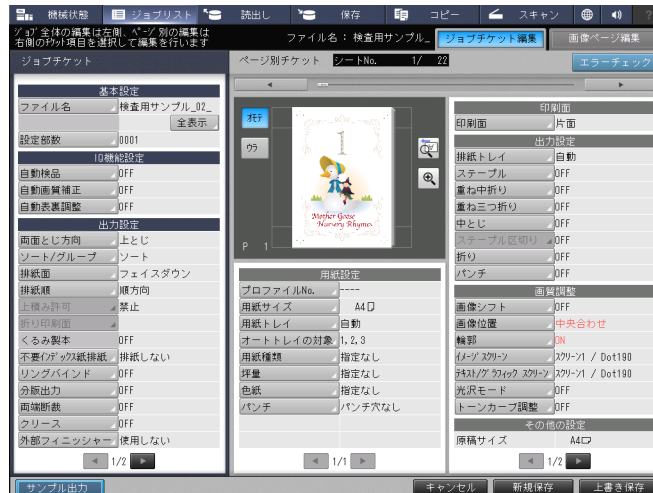 機械状態 ジョブリスト 読出し 保存 コピー スキャン ?
ジョブ全体の編集は左側、ページ別の編集は
右側のチケット項目を選択して編集を行います
ファイル名 : 検査用サンプル_ ジョブチケット編集 画像ページ編集
ジョブチケット ページ別チケット シートNo. 1/ 22 エラーチェック
基本設定
ファイル名 検査用サンプル_02_
全表示
設定部数 0001
IQ機能設定
自動検品 OFF
自動画質補正 OFF
自動表裏調整 OFF
出力設定
両面とじ方向 上とじ
ソート/グループ ソート
排紙面 フェイスダウン
排紙順 順方向
上積み許可 禁止
折り印刷面
くるみ製本 OFF
不要インデックス紙排紙 排紙しない
リングバインド OFF
分版出力 OFF
両端断裁 OFF
クリース OFF
外部フィニッシャー 使用しない
1/2
オモテ
ウラ
1
Mother Goose
Nursery Rhymes
P 1
用紙設定
プロファイルNo. ----
用紙サイズ A4
用紙トレイ 自動
オートトレイの対象 1,2,3
用紙種類 指定なし
坪量 指定なし
色紙 指定なし
パンチ パンチ穴なし
1/1
印刷面
印刷面 片面
出力設定
排紙トレイ 自動
ステープル OFF
重ね中折り OFF
重ね三つ折り OFF
中とじ OFF
ステープル区切り OFF
折り OFF
パンチ OFF
画質調整
画像シフト OFF
画像位置 中央合わせ
輪郭 ON
イメージ スクリーン スクリーン1 / Dot190
テキスト/グラフィック スクリーン スクリーン1 / Dot190
光沢モード OFF
トーンカーブ調整 OFF
その他の設定
原稿サイズ A4
1/2
サンプル出力 キャンセル 新規保存 上書き保存